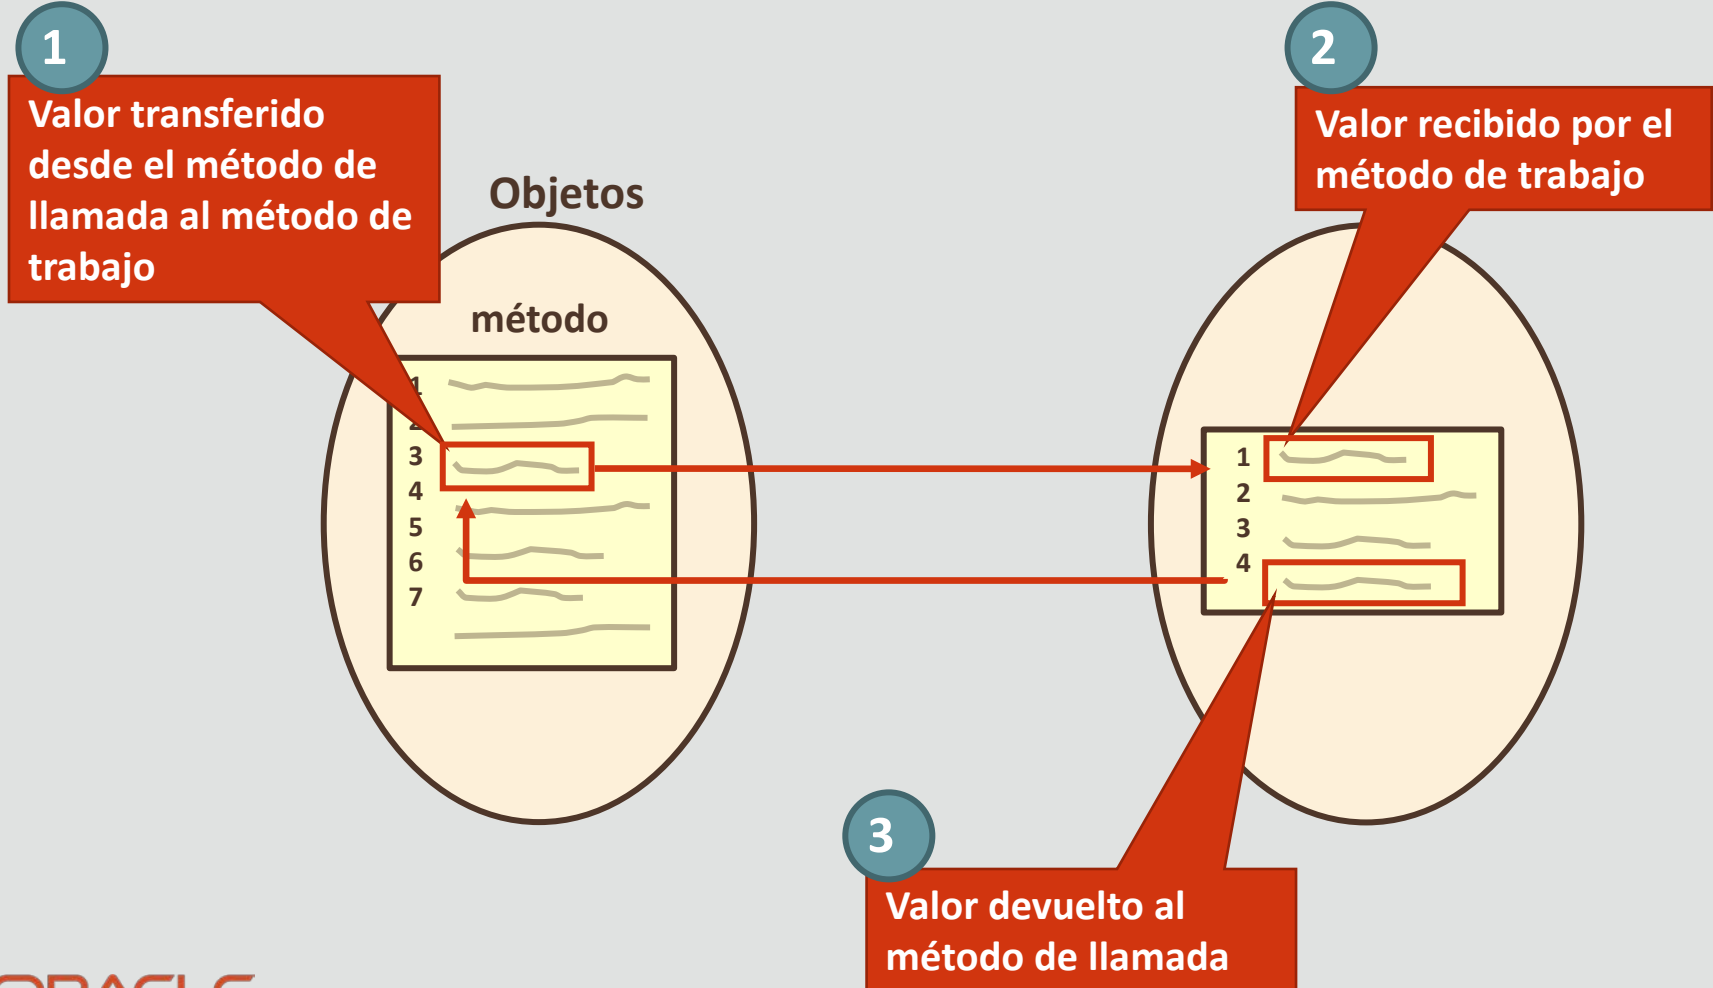 1
Valor transferido
desde el método de
llamada al método de
trabajo
2
Valor recibido por el
método de trabajo
Objetos
método
1
2
3
4
5
6
7
1
2
3
4
3
Valor devuelto al
método de llamada
ORACLE